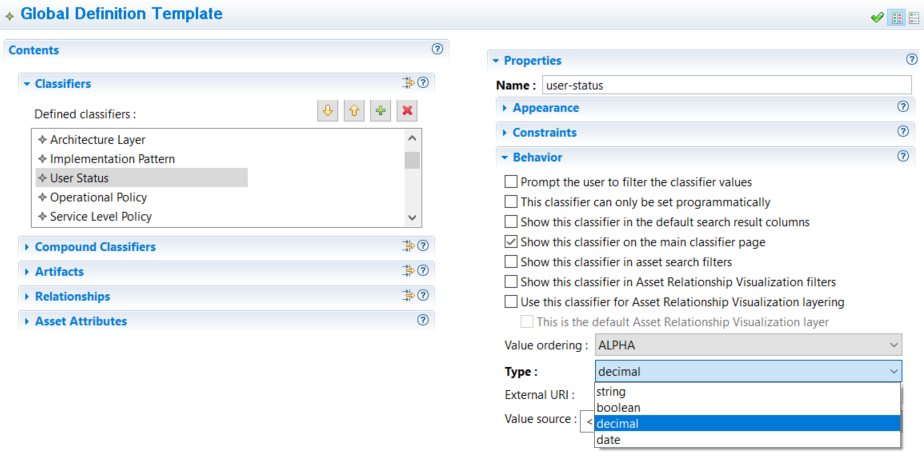 Global Definition Template
Contents
Classifiers
Defined classifiers :
Architecture Layer
Implementation Pattern
User Status
Operational Policy
Service Level Policy
Compound Classifiers
Artifacts
Relationships
Asset Attributes
Properties
Name : user-status
Appearance
Constraints
Behavior
Prompt the user to filter the classifier values
This classifier can only be set programmatically
Show this classifier in the default search result columns
Show this classifier on the main classifier page
Show this classifier in asset search filters
Show this classifier in Asset Relationship Visualization filters
Use this classifier for Asset Relationship Visualization layering
This is the default Asset Relationship Visualization layer
Value ordering : ALPHA
Type : decimal
External URI :
string
boolean
Value source : <
decimal
date